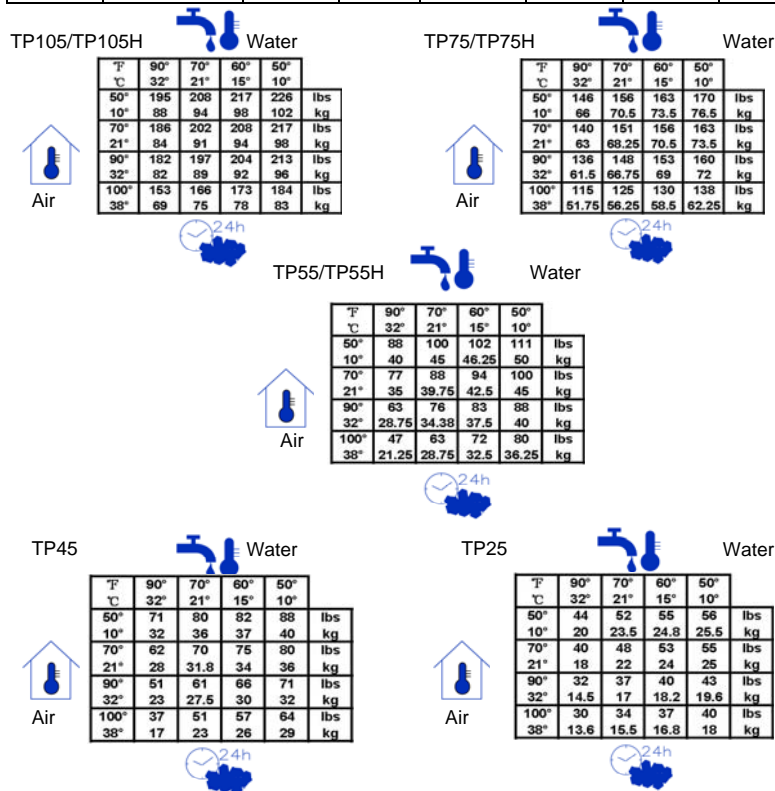 TP105/TP105H Water
℉ 90° 70° 60° 50°
℃ 32° 21° 15° 10°
50° 195 208 217 226 lbs
10° 88 94 98 102 kg
70° 186 202 208 217 lbs
21° 84 91 94 98 kg
90° 182 197 204 213 lbs
32° 82 89 92 96 kg
100° 153 166 173 184 lbs
38° 69 75 78 83 kg
Air
24h
TP75/TP75H Water
℉ 90° 70° 60° 50°
℃ 32° 21° 15° 10°
50° 146 156 163 170 lbs
10° 66 70.5 73.5 76.5 kg
70° 140 151 156 163 lbs
21° 63 68.25 70.5 73.5 kg
90° 136 148 153 160 lbs
32° 61.5 66.75 69 72 kg
100° 115 125 130 138 lbs
38° 51.75 56.25 58.5 62.25 kg
Air
24h
TP55/TP55H Water
℉ 90° 70° 60° 50°
℃ 32° 21° 15° 10°
50° 88 100 102 111 lbs
10° 40 45 46.25 50 kg
70° 77 88 94 100 lbs
21° 35 39.75 42.5 45 kg
90° 63 76 83 88 lbs
32° 28.75 34.38 37.5 40 kg
100° 47 63 72 80 lbs
38° 21.25 28.75 32.5 36.25 kg
Air
24h
TP45 Water
℉ 90° 70° 60° 50°
℃ 32° 21° 15° 10°
50° 71 80 82 88 lbs
10° 32 36 37 40 kg
70° 62 70 75 80 lbs
21° 28 31.8 34 36 kg
90° 51 61 66 71 lbs
32° 23 27.5 30 32 kg
100° 37 51 57 64 lbs
38° 17 23 26 29 kg
Air
24h
TP25 Water
℉ 90° 70° 60° 50°
℃ 32° 21° 15° 10°
50° 44 52 55 56 lbs
10° 20 23.5 24.8 25.5 kg
70° 40 48 53 55 lbs
21° 18 22 24 25 kg
90° 32 37 40 43 lbs
32° 14.5 17 18.2 19.6 kg
100° 30 34 37 40 lbs
38° 13.6 15.5 16.8 18 kg
Air
24h